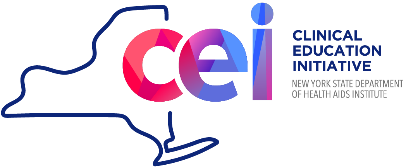 cei
CLINICAL
EDUCATION
INITIATIVE
NEW YORK STATE DEPARTMENT
OF HEALTH AIDS INSTITUTE